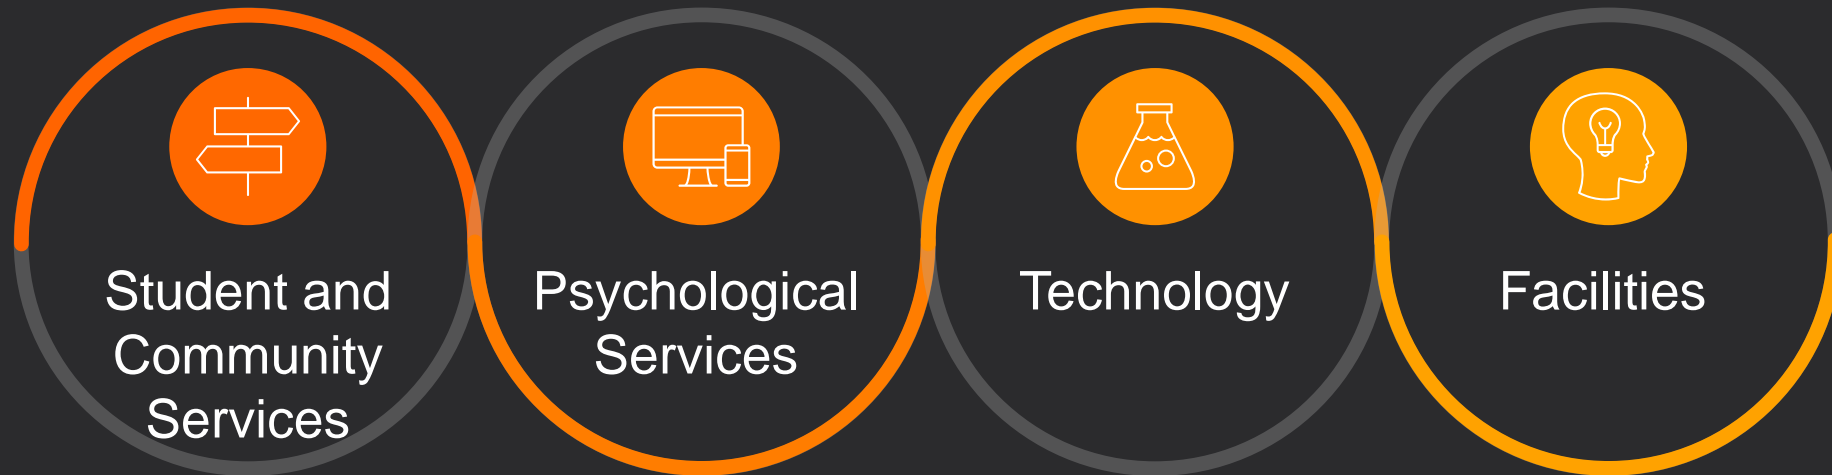 Student and
Community
Services
Psychological
Services
Technology
Facilities